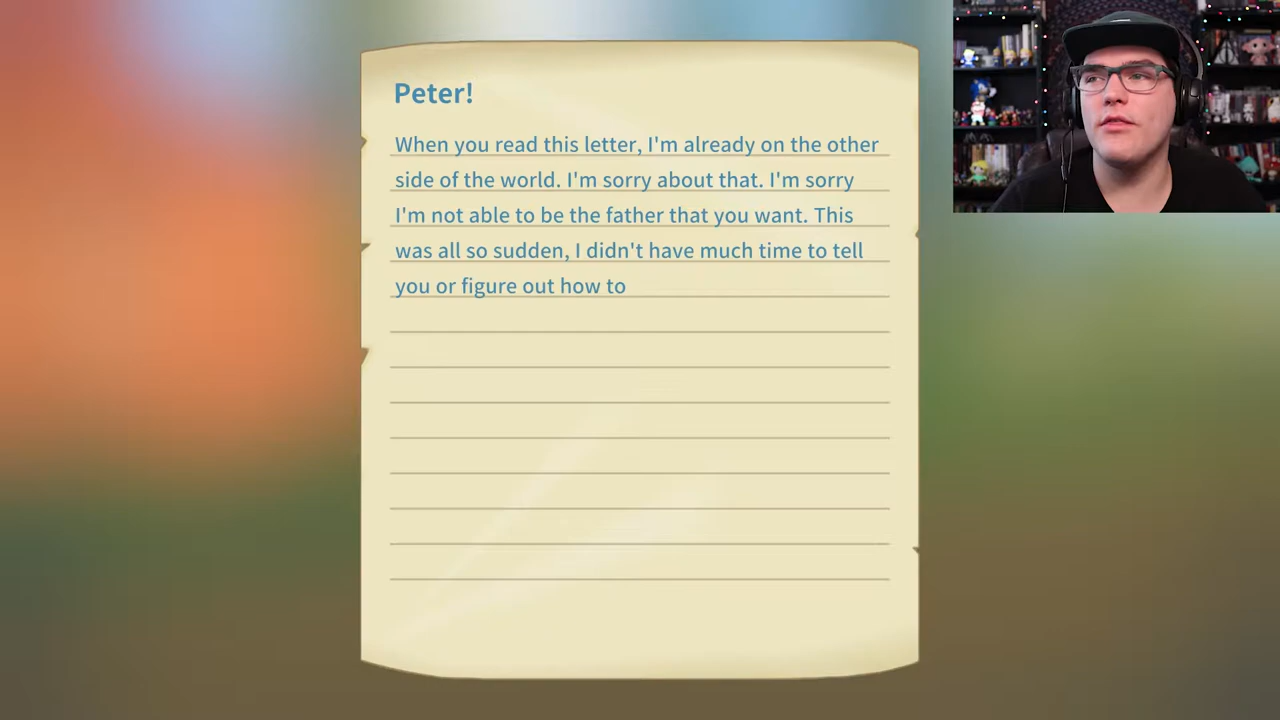 Peter!
When you read this letter, I'm already on the other
side of the world. I'm sorry about that. I'm sorry
I'm not able to be the father that you want. This
was all so sudden, I didn't have much time to tell
you or figure out how to